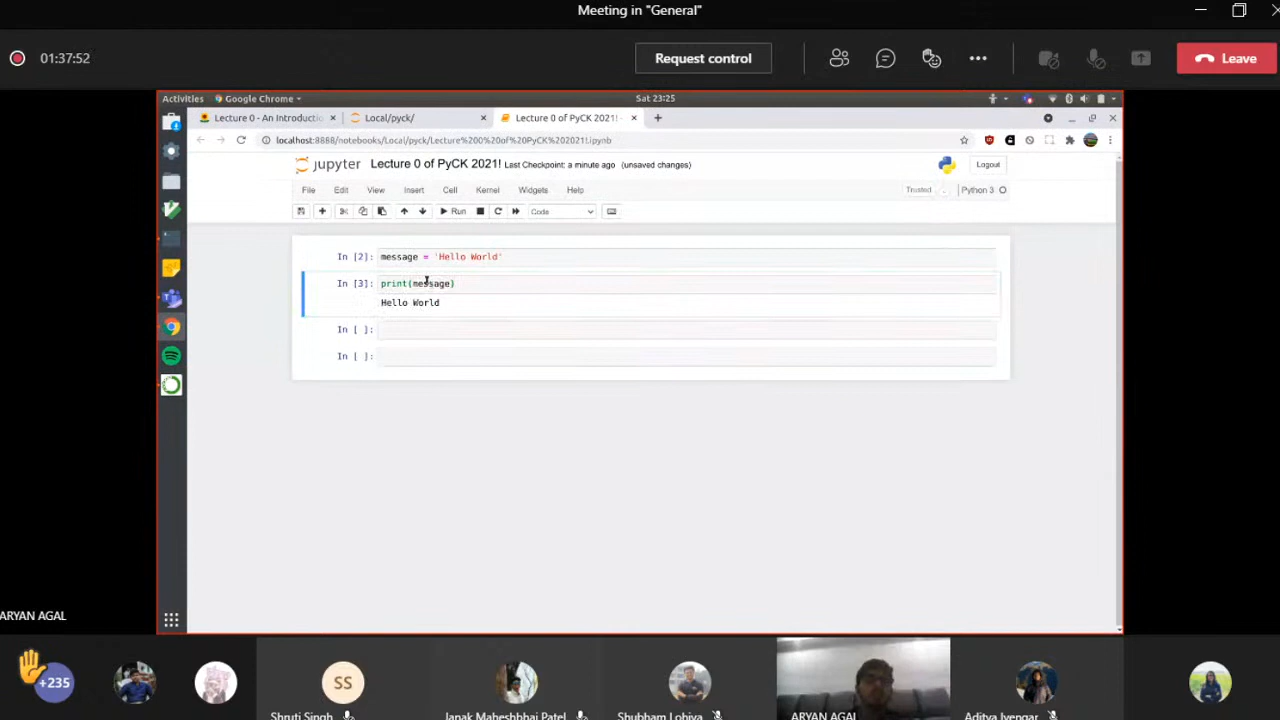 Meeting in "General"
01:37:52
Request control
Leave
Activities
Google Chrome
Sat 23:25
Lecture 0 - An Introductio
Local/pyck/
Lecture 0 of PyCK 2021!
localhost:8888/notebooks/Local/pyck/Lecture%200%20of%20PyCK%202021!.ipynb
jupyter
Lecture 0 of PyCK 2021!
Last Checkpoint: a minute ago (unsaved changes)
Logout
File
Edit
View
Insert
Cell
Kernel
Widgets
Help
Trusted
Python 3
Run
Code
In [2]: message = 'Hello World'
In [3]: print(message)
Hello World
In [ ]:
In [ ]:
ARYAN AGAL
+235
SS
Shruti Singh
Janak Maheshbhai Patel
Shubham Lohiya
ARYAN AGAL
Aditya Iyengar